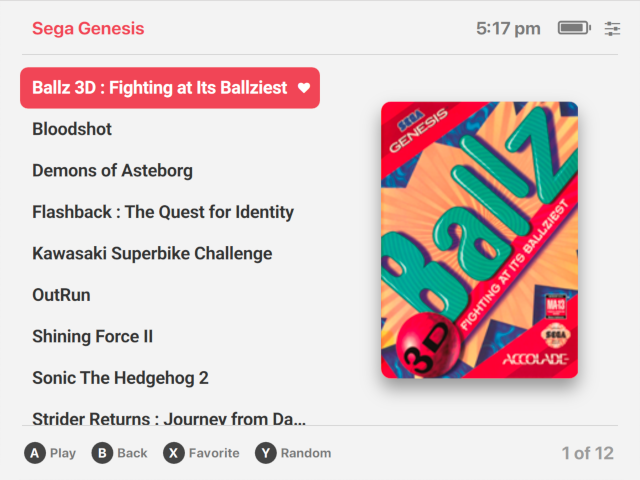 Sega Genesis
5:17 pm
Ballz 3D : Fighting at Its Ballziest
Bloodshot
Demons of Asteborg
Flashback : The Quest for Identity
Kawasaki Superbike Challenge
OutRun
Shining Force II
Sonic The Hedgehog 2
Strider Returns : Journey from Da...
SEGA
GENESIS
Ballz
FIGHTING AT ITS BALLZIEST
3D
MA-13
SEGA
ACCOLADE
A Play
B Back
X Favorite
Y Random
1 of 12